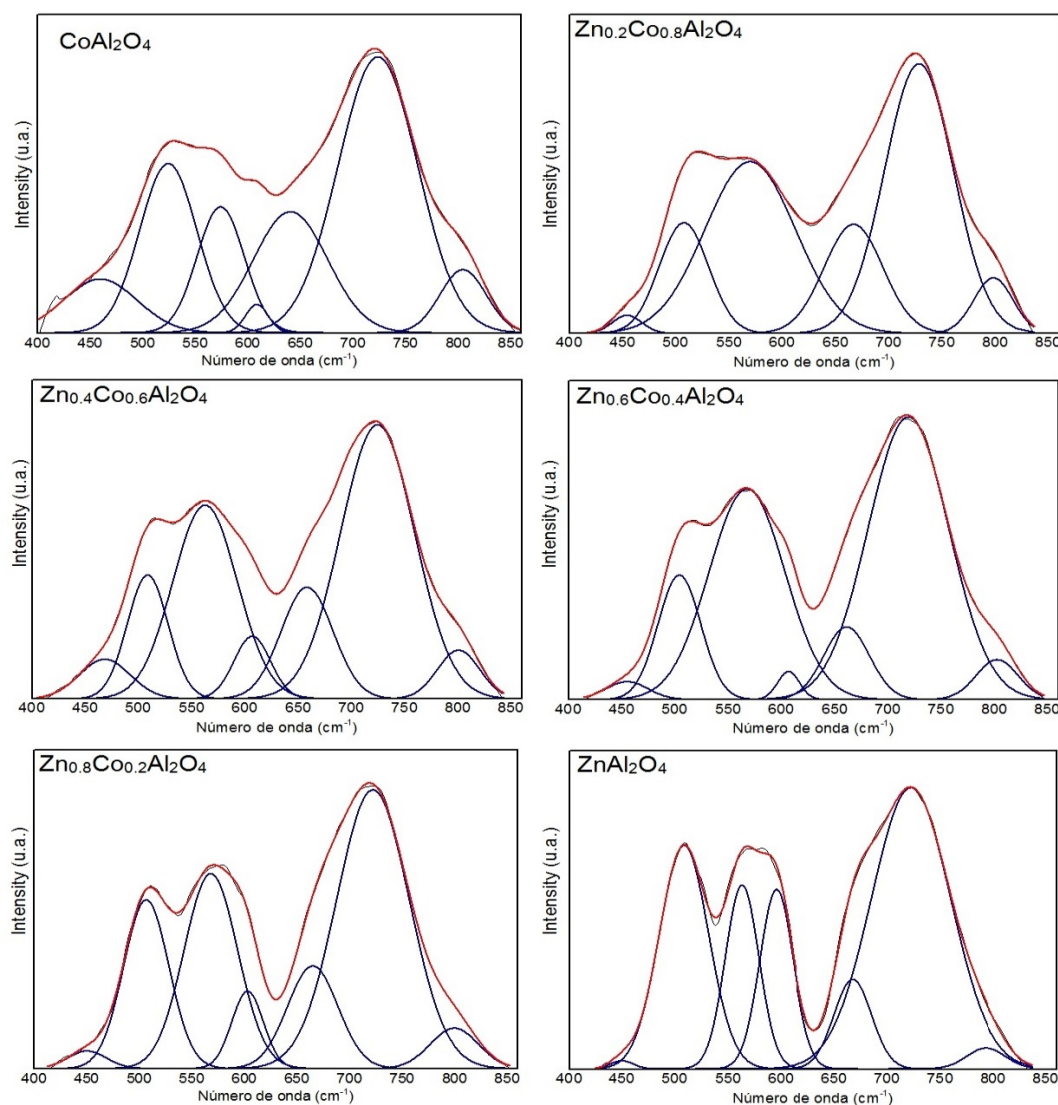 CoAl₂O₄
Intensity (u.a.)
400 450 500 550 600 650 700 750 800 850
Número de onda (cm⁻¹)
Zn₀.₂Co₀.₈Al₂O₄
Intensity (u.a.)
400 450 500 550 600 650 700 750 800 850
Número de onda (cm⁻¹)
Zn₀.₄Co₀.₆Al₂O₄
Intensity (u.a.)
400 450 500 550 600 650 700 750 800 850
Número de onda (cm⁻¹)
Zn₀.₆Co₀.₄Al₂O₄
Intensity (u.a.)
400 450 500 550 600 650 700 750 800 850
Número de onda (cm⁻¹)
Zn₀.₈Co₀.₂Al₂O₄
Intensity (u.a.)
400 450 500 550 600 650 700 750 800 850
Número de onda (cm⁻¹)
ZnAl₂O₄
Intensity (u.a.)
400 450 500 550 600 650 700 750 800 850
Número de onda (cm⁻¹)